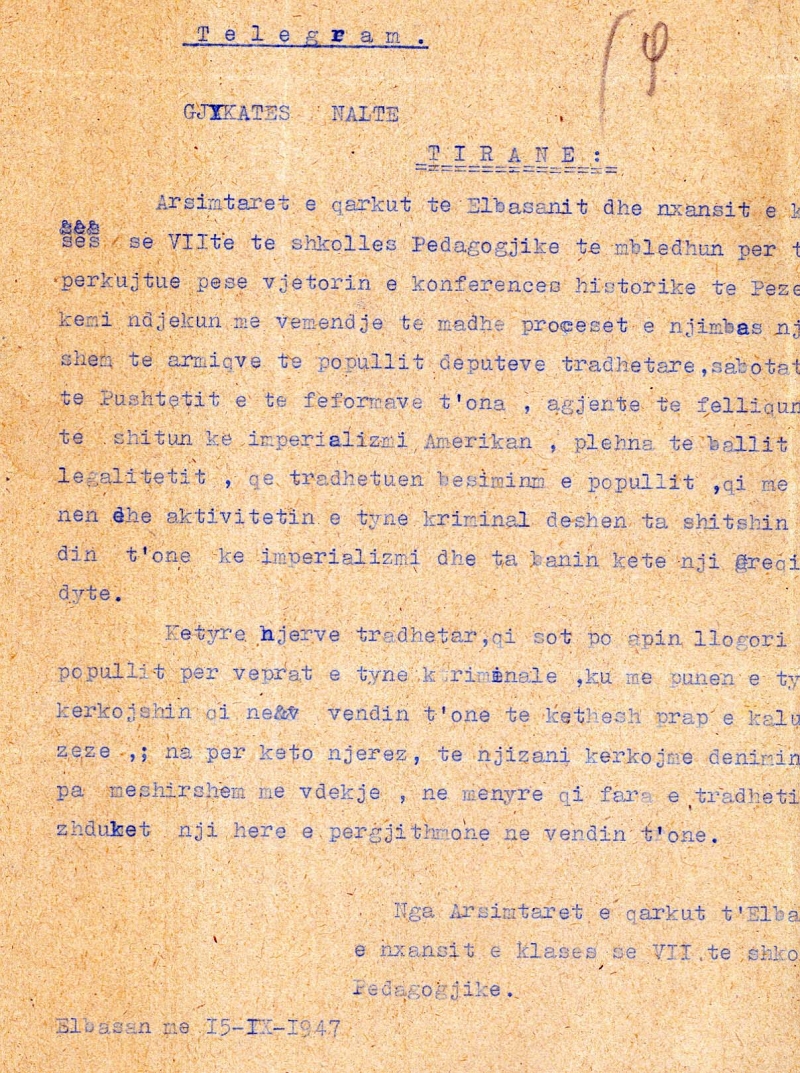 Telegram.
GJYKATES NALTE
TIRANE:
Arsimtaret e qarkut te Elbasanit dhe nxansit e k
&&&
ses se VIIte te shkolles Pedagogjike te mbledhun per t
perkujtue pese vjetorin e konferences historike te Peze
kemi ndjekun me vemendje te madhe proceset e njimbas nj
shem te armiqve te popullit deputeve tradhetare,sabotat
te Pushtetit e te feformave t'ona , agjente te felliqun
te shitun ke imperializmi Amerikan , plehna te ballit
legalitetit , qe tradhetuen besiminm e popullit ,qi me
nen dhe aktivitetin e tyne kriminal deshen ta shitshin
din t'one ke imperializmi dhe ta banin kete nji Greqi
dyte.
Ketyre hjerve tradhetar,qi sot po apin llogori
popullit per veprat e tyne kriminale ,ku me punen e ty
kerkojshin qi ne&v vendin t'one te kethesh prap e kalu
zeze ,; na per keto njerez, te njizani kerkojme denimin
pa meshirshem me vdekje , ne menyre qi fara e tradheti
zhduket nji here e pergjithmone ne vendin t'one.
Nga Arsimtaret e qarkut t'Elba
e nxansit e klases se VII te shko
Pedagogjike.
Elbasan me I5-IX-I947